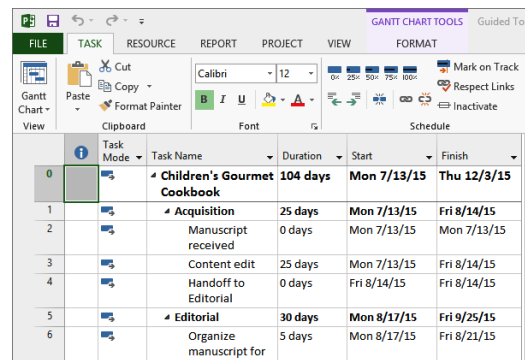 GANTT CHART TOOLS Guided To
FILE TASK RESOURCE REPORT PROJECT VIEW FORMAT
Gantt Chart
View
Paste
Cut
Copy
Format Painter
Clipboard
Calibri 12
B I U A
Font
0% 25% 50% 75% 100%
Mark on Track
Respect Links
Inactivate
Schedule
Task Mode Task Name Duration Start Finish
0 Children's Gourmet Cookbook 104 days Mon 7/13/15 Thu 12/3/15
1 Acquisition 25 days Mon 7/13/15 Fri 8/14/15
2 Manuscript received 0 days Mon 7/13/15 Mon 7/13/15
3 Content edit 25 days Mon 7/13/15 Fri 8/14/15
4 Handoff to Editorial 0 days Fri 8/14/15 Fri 8/14/15
5 Editorial 30 days Mon 8/17/15 Fri 9/25/15
6 Organize manuscript for 5 days Mon 8/17/15 Fri 8/21/15